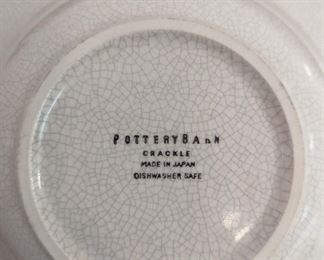 POTTERYBARN
CRACKLE
MADE IN JAPAN
DISHWASHER SAFE